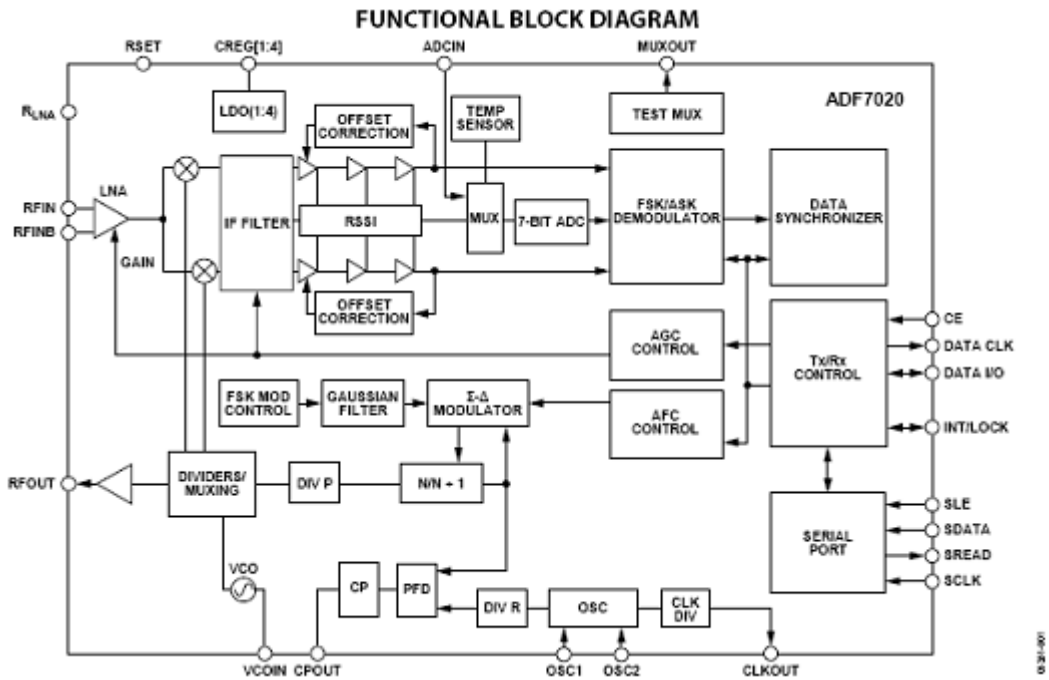 FUNCTIONAL BLOCK DIAGRAM
RSET
CREG[1:4]
ADCIN
MUXOUT
RLNA
LDO(1:4)
OFFSET
CORRECTION
TEMP
SENSOR
TEST MUX
ADF7020
LNA
RFIN
RFINB
GAIN
IF FILTER
RSSI
MUX
7-BIT ADC
FSK/ASK
DEMODULATOR
DATA
SYNCHRONIZER
OFFSET
CORRECTION
AGC
CONTROL
Tx/Rx
CONTROL
CE
DATA CLK
DATA I/O
INT/LOCK
FSK MOD
CONTROL
GAUSSIAN
FILTER
Σ-Δ
MODULATOR
AFC
CONTROL
RFOUT
DIVIDERS/
MUXING
DIV P
N/N + 1
SERIAL
PORT
SLE
SDATA
SREAD
SCLK
VCO
CP
PFD
DIV R
OSC
CLK
DIV
VCOIN
CPOUT
OSC1
OSC2
CLKOUT